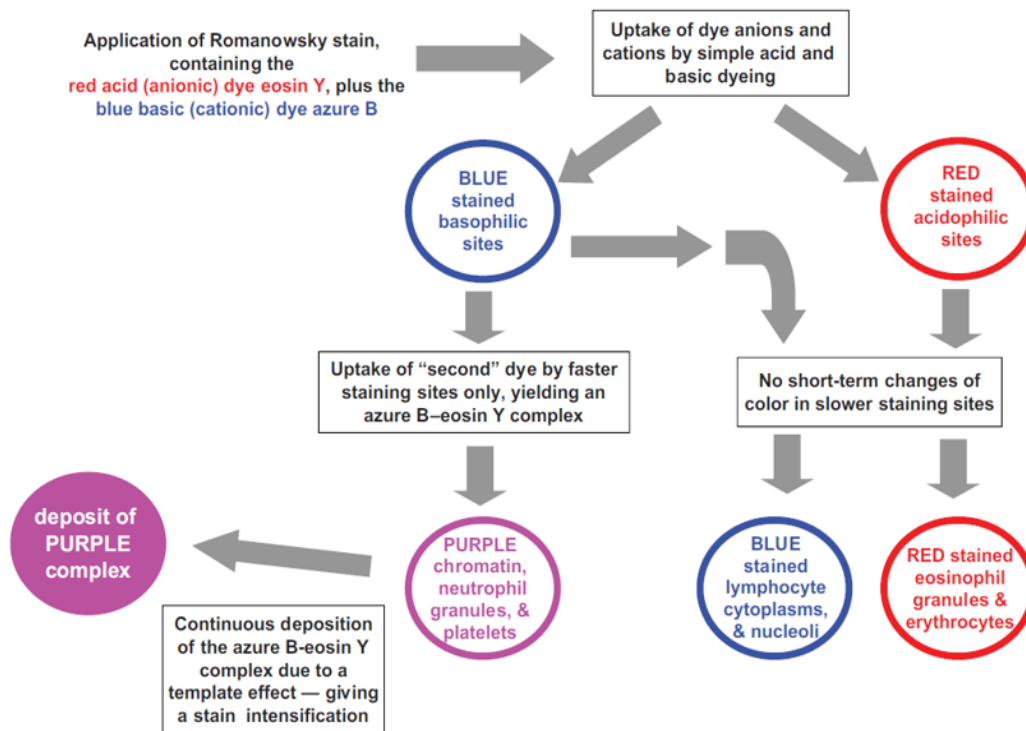 Application of Romanowsky stain,
containing the
red acid (anionic) dye eosin Y, plus the
blue basic (cationic) dye azure B
Uptake of dye anions and
cations by simple acid and
basic dyeing
BLUE
stained
basophilic
sites
RED
stained
acidophilic
sites
Uptake of “second” dye by faster
staining sites only, yielding an
azure B–eosin Y complex
No short-term changes of
color in slower staining sites
deposit of
PURPLE
complex
PURPLE
chromatin,
neutrophil
granules, &
platelets
BLUE
stained
lymphocyte
cytoplasms,
& nucleoli
RED stained
eosinophil
granules &
erythrocytes
Continuous deposition
of the azure B-eosin Y
complex due to a
template effect — giving
a stain intensification